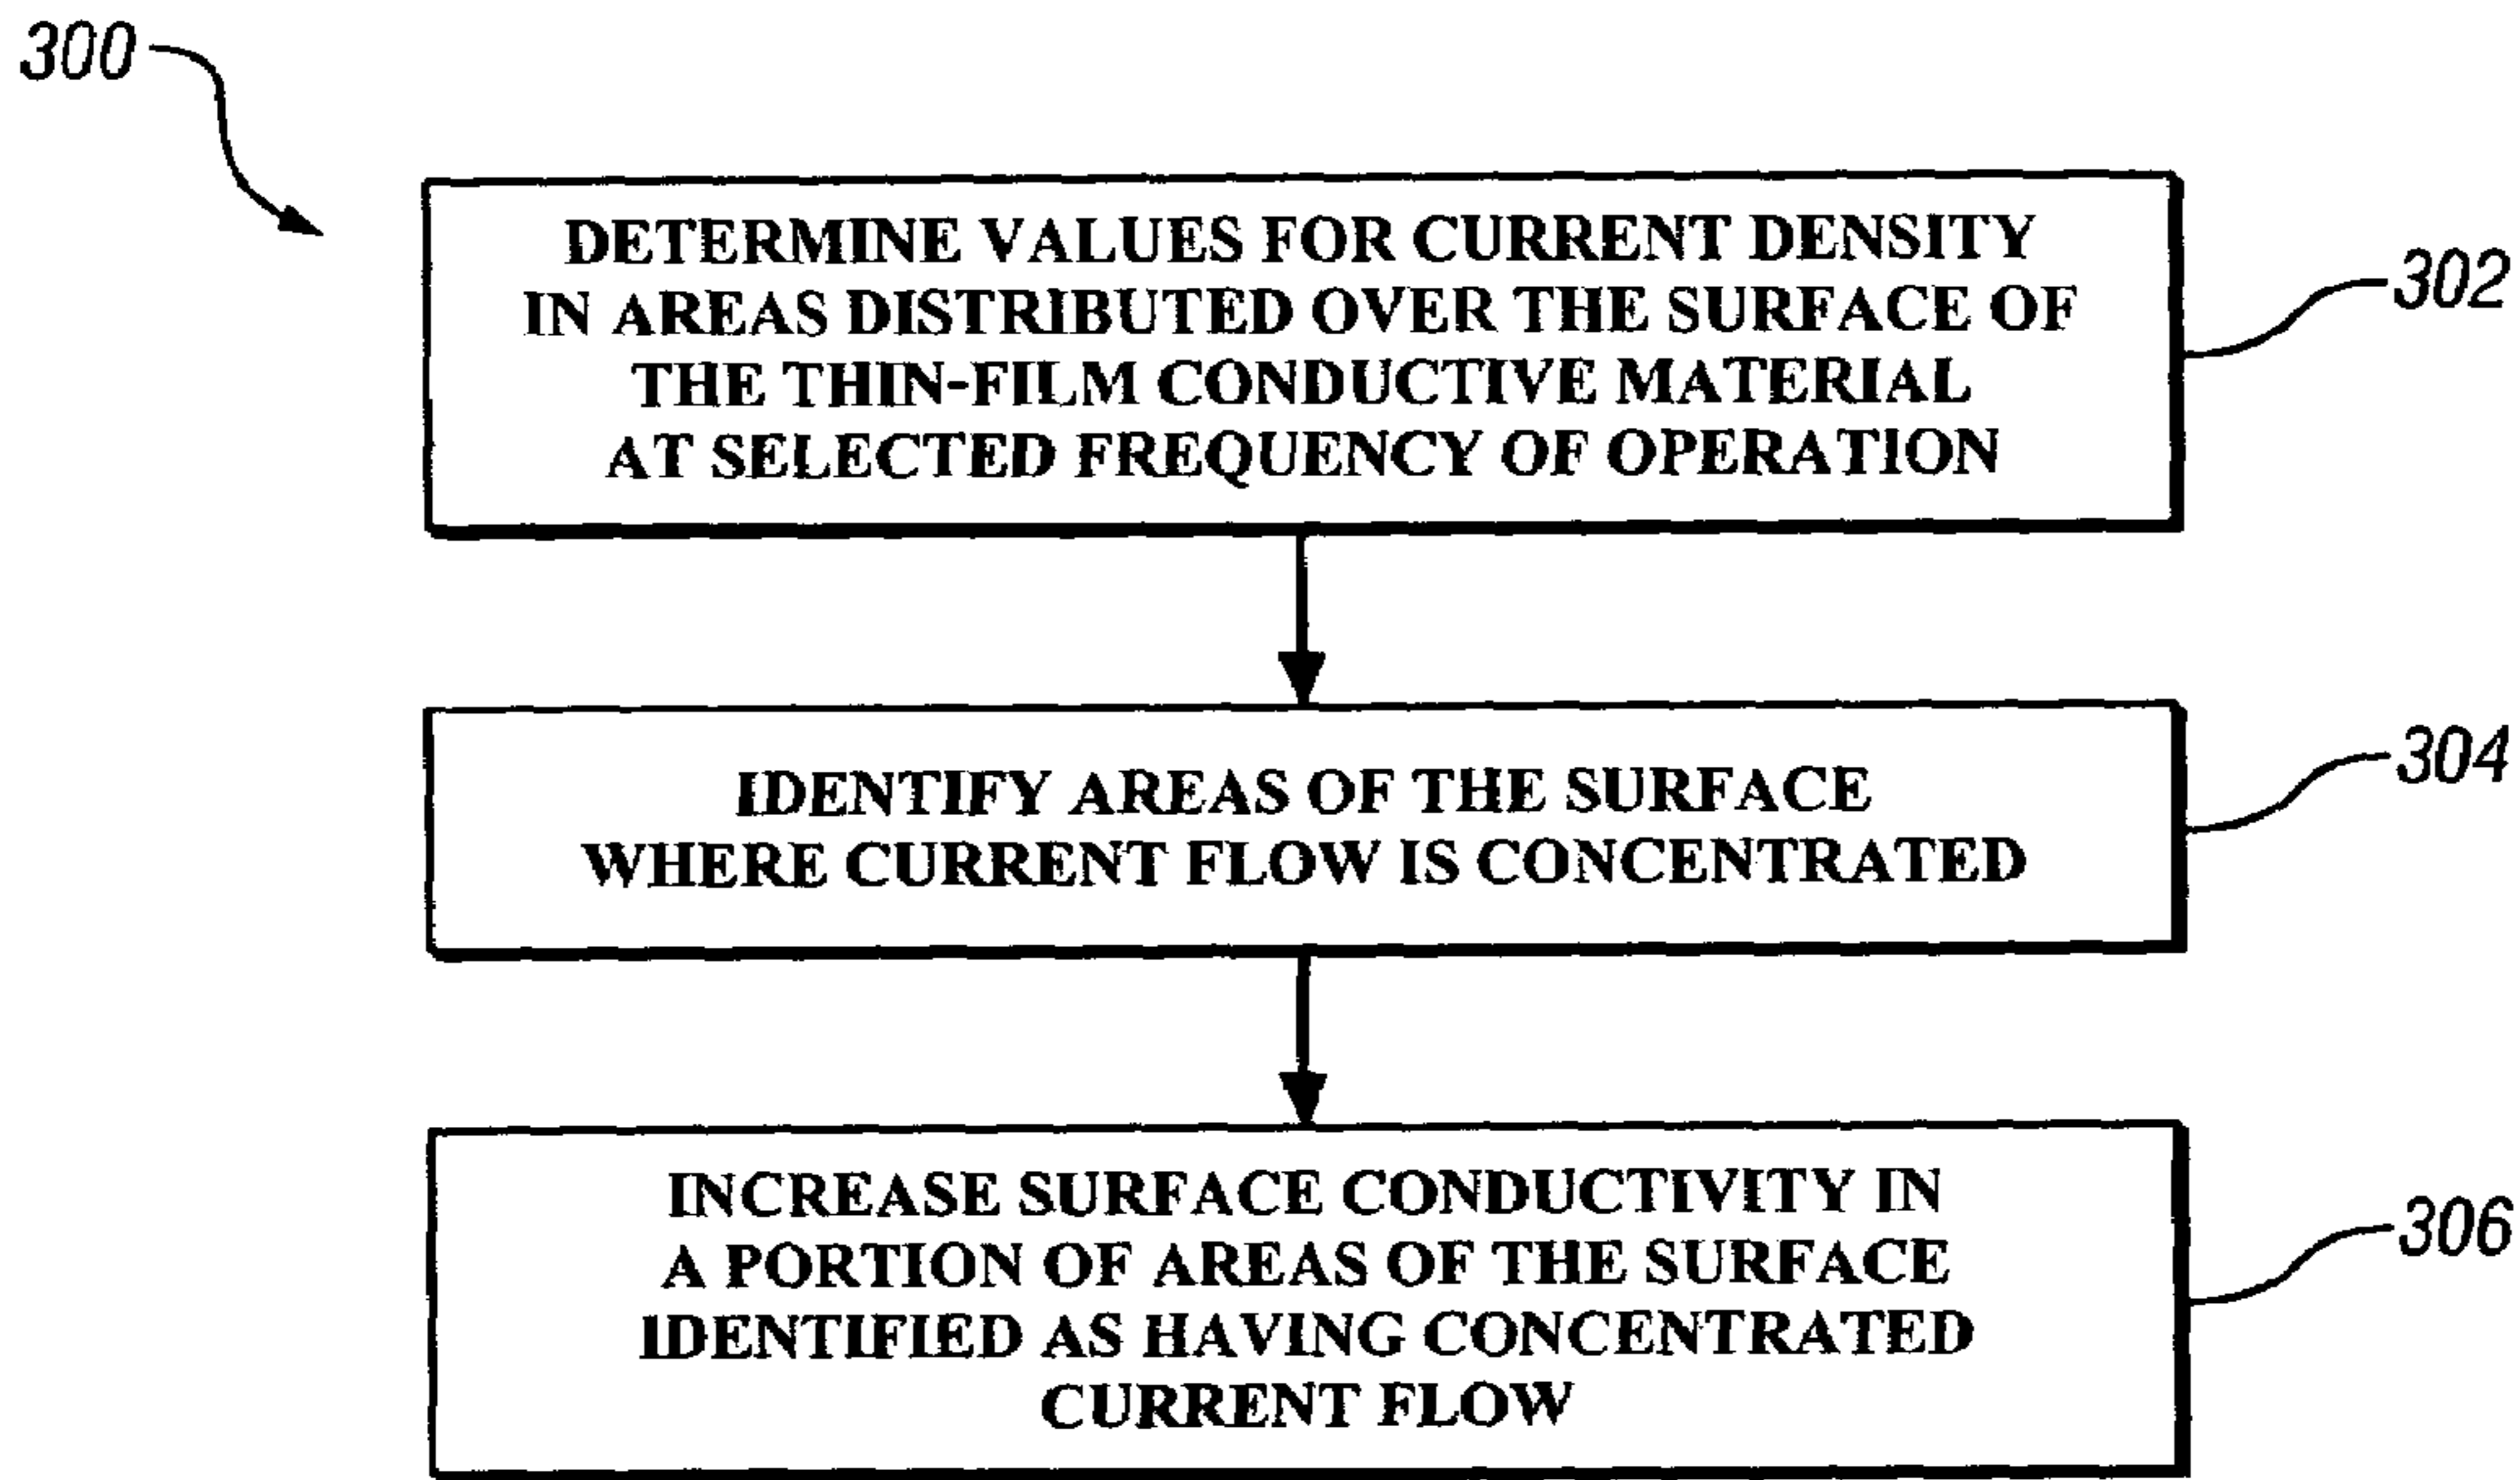 300
DETERMINE VALUES FOR CURRENT DENSITY
IN AREAS DISTRIBUTED OVER THE SURFACE OF
THE THIN-FILM CONDUCTIVE MATERIAL
AT SELECTED FREQUENCY OF OPERATION
302
IDENTIFY AREAS OF THE SURFACE
WHERE CURRENT FLOW IS CONCENTRATED
304
INCREASE SURFACE CONDUCTIVITY IN
A PORTION OF AREAS OF THE SURFACE
IDENTIFIED AS HAVING CONCENTRATED
CURRENT FLOW
306